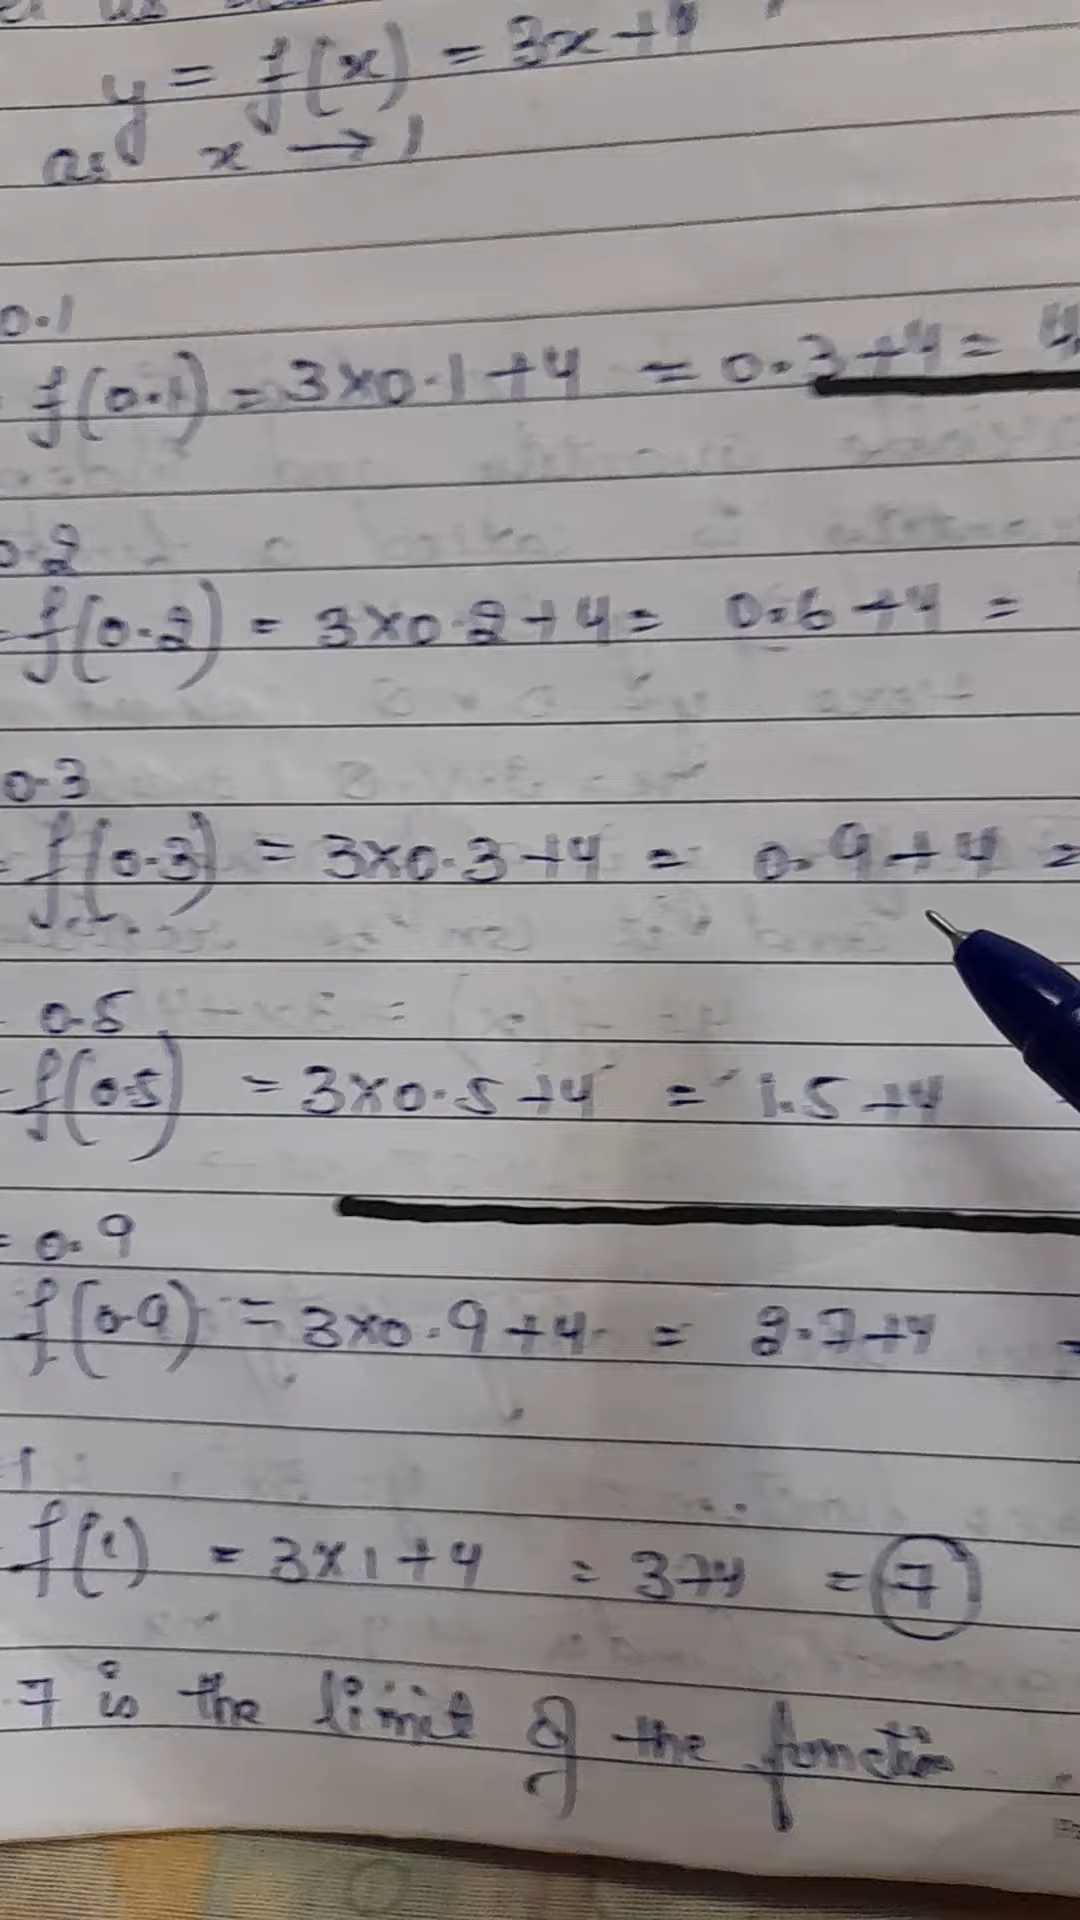 y = f(x) = 3x+4
as x → 1
0.1
f(0.1) = 3×0.1+4 = 0.3+4 =
0.2
= f(0.2) = 3×0.2+4 = 0.6+4 =
0.3
= f(0.3) = 3×0.3+4 = 0.9+4 =
= 0.5
= f(0.5) = 3×0.5+4 = 1.5+4
= 0.9
f(0.9) = 3×0.9+4 = 2.7+4 =
= 1
f(1) = 3×1+4 = 3+4 = 7
7 is the limit of the function